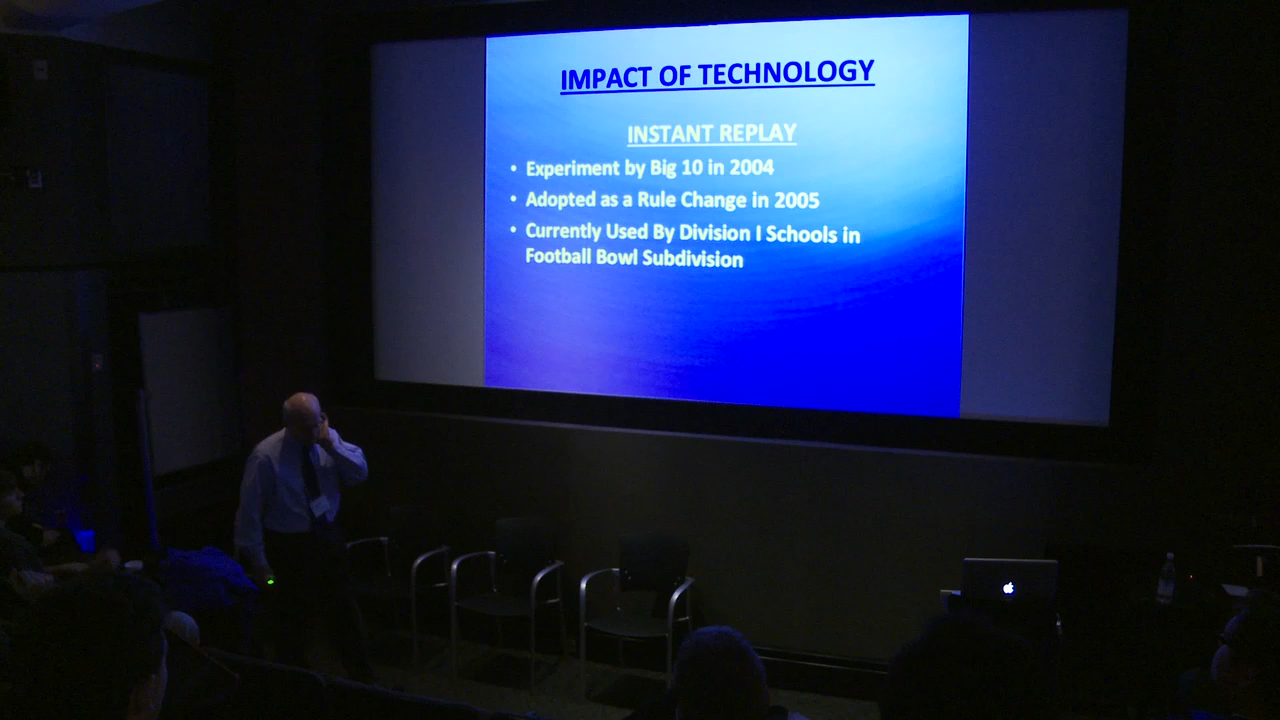 IMPACT OF TECHNOLOGY
INSTANT REPLAY
• Experiment by Big 10 in 2004
• Adopted as a Rule Change in 2005
• Currently Used By Division I Schools in
Football Bowl Subdivision